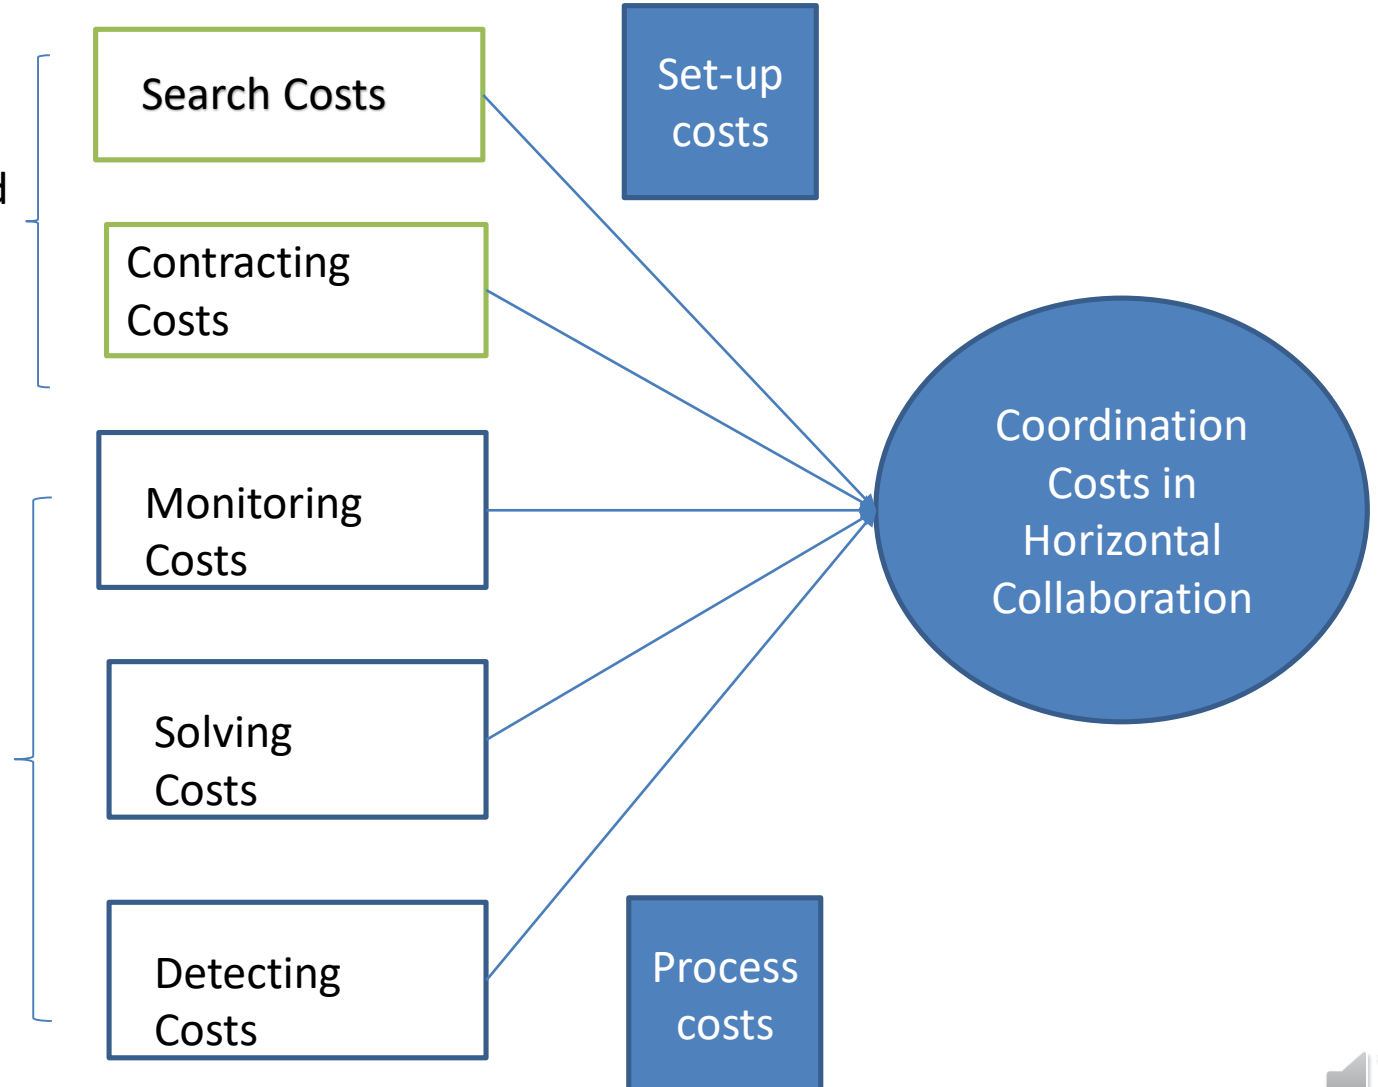 Search Costs
Set-up
costs
Contracting
Costs
Monitoring
Costs
Coordination
Costs in
Horizontal
Collaboration
Solving
Costs
Detecting
Costs
Process
costs